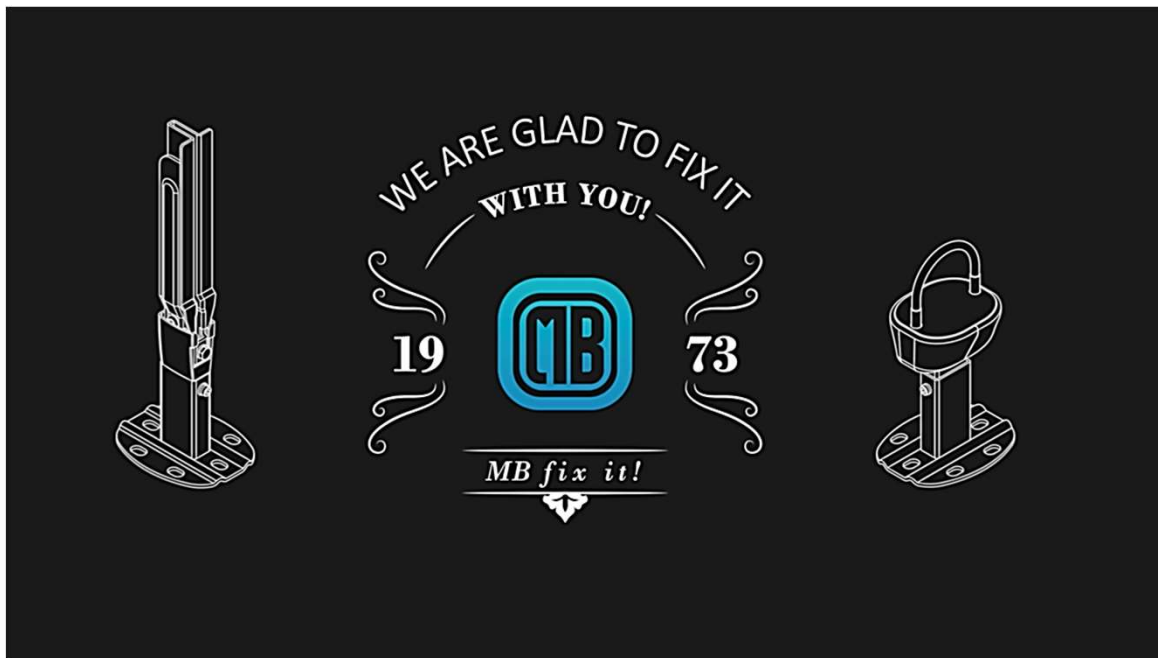 WE ARE GLAD TO FIX IT
WITH YOU!
19 73
MB
MB fix it!